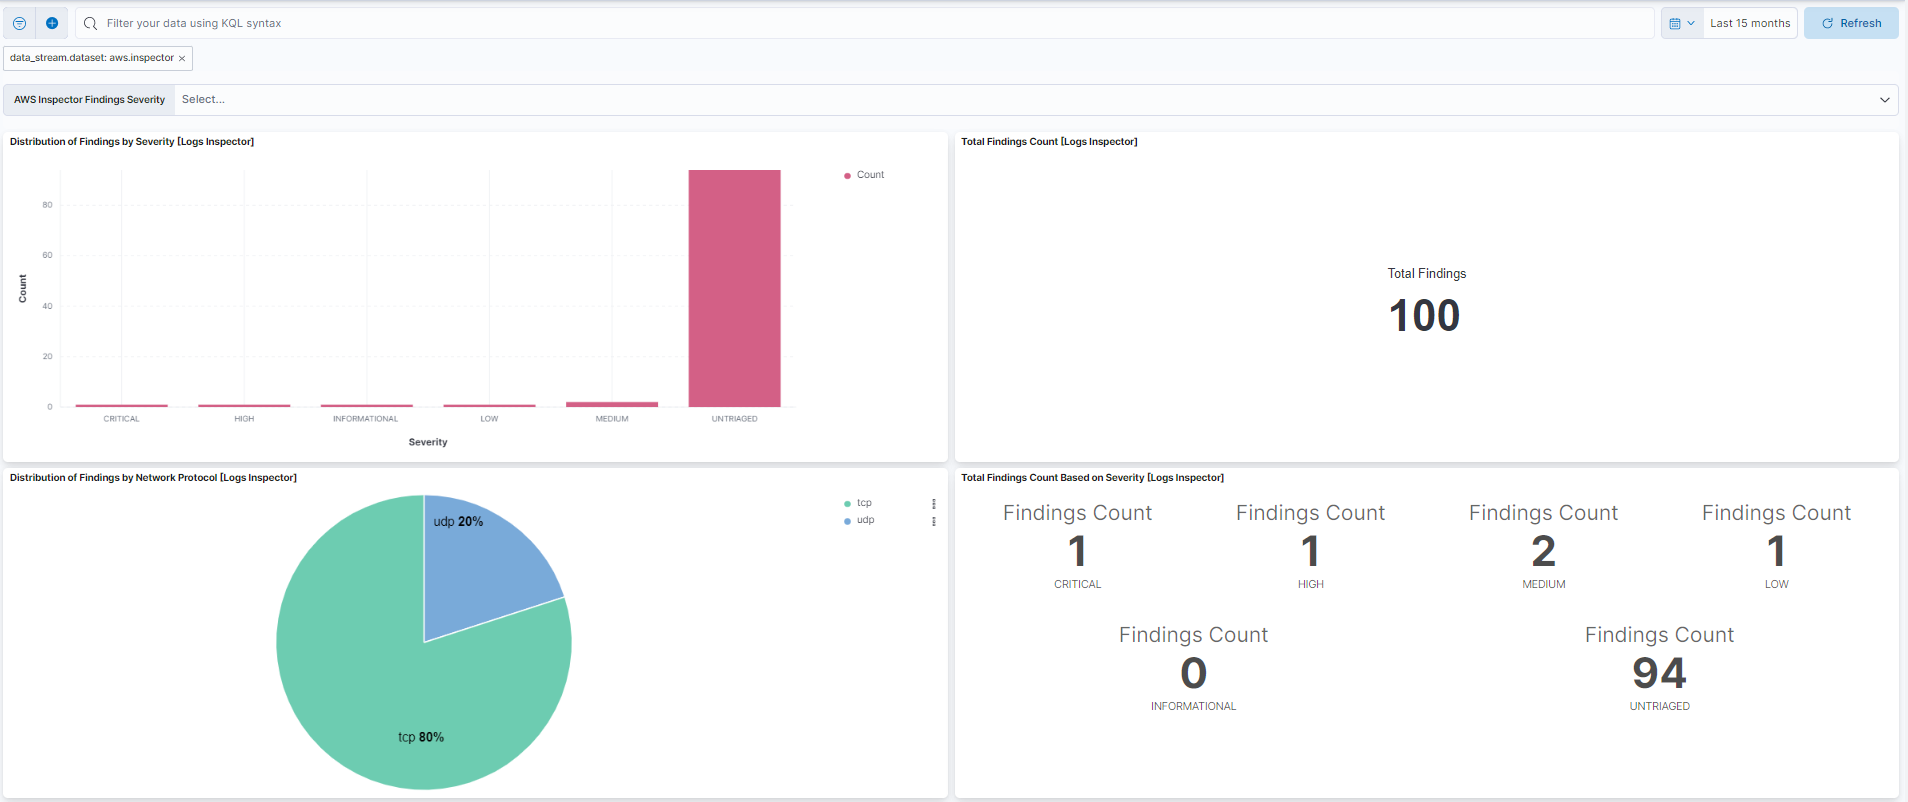 Filter your data using KQL syntax
Last 15 months
Refresh
data_stream.dataset: aws.inspector ×
AWS Inspector Findings Severity
Select...
Distribution of Findings by Severity [Logs Inspector]
Count
80
60
40
20
0
Count
CRITICAL
HIGH
INFORMATIONAL
LOW
MEDIUM
UNTRIAGED
Severity
Total Findings Count [Logs Inspector]
Total Findings
100
Distribution of Findings by Network Protocol [Logs Inspector]
udp 20%
tcp 80%
tcp
udp
Total Findings Count Based on Severity [Logs Inspector]
Findings Count
1
CRITICAL
Findings Count
1
HIGH
Findings Count
2
MEDIUM
Findings Count
1
LOW
Findings Count
0
INFORMATIONAL
Findings Count
94
UNTRIAGED